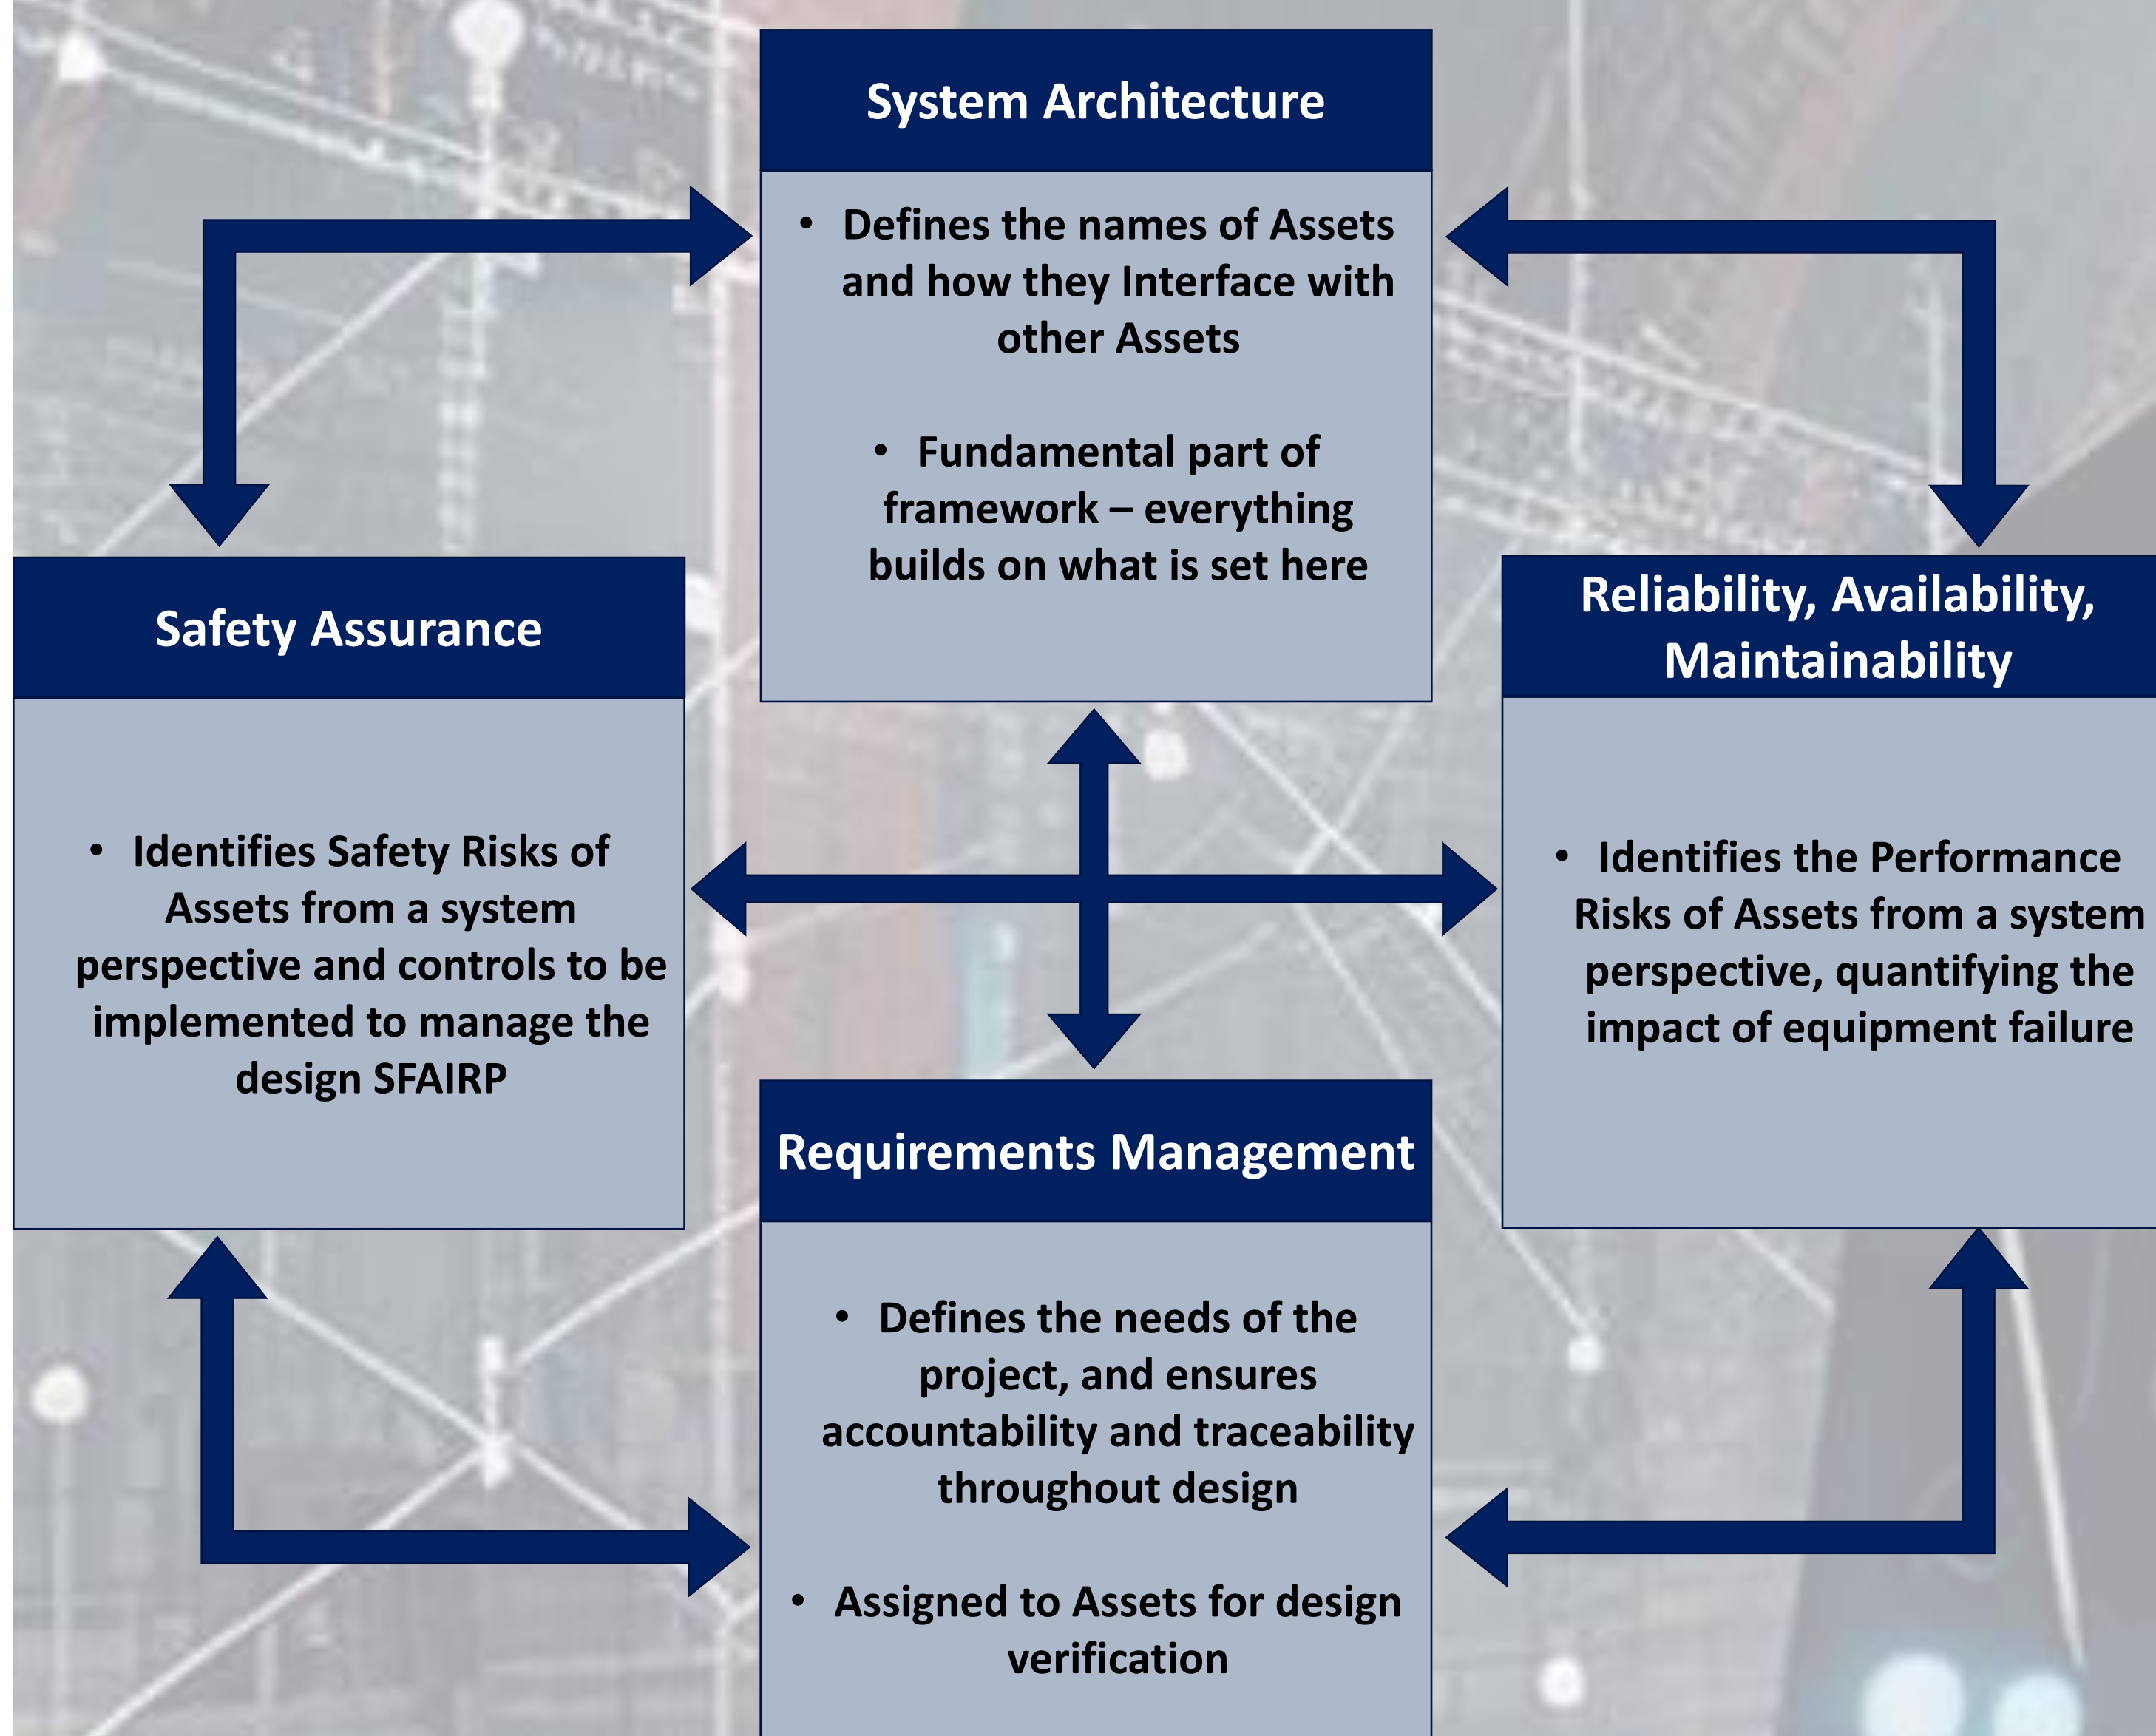 System Architecture
• Defines the names of Assets
and how they Interface with
other Assets
• Fundamental part of
framework – everything
builds on what is set here
Safety Assurance
• Identifies Safety Risks of
Assets from a system
perspective and controls to be
implemented to manage the
design SFAIRP
Reliability, Availability,
Maintainability
• Identifies the Performance
Risks of Assets from a system
perspective, quantifying the
impact of equipment failure
Requirements Management
• Defines the needs of the
project, and ensures
accountability and traceability
throughout design
• Assigned to Assets for design
verification